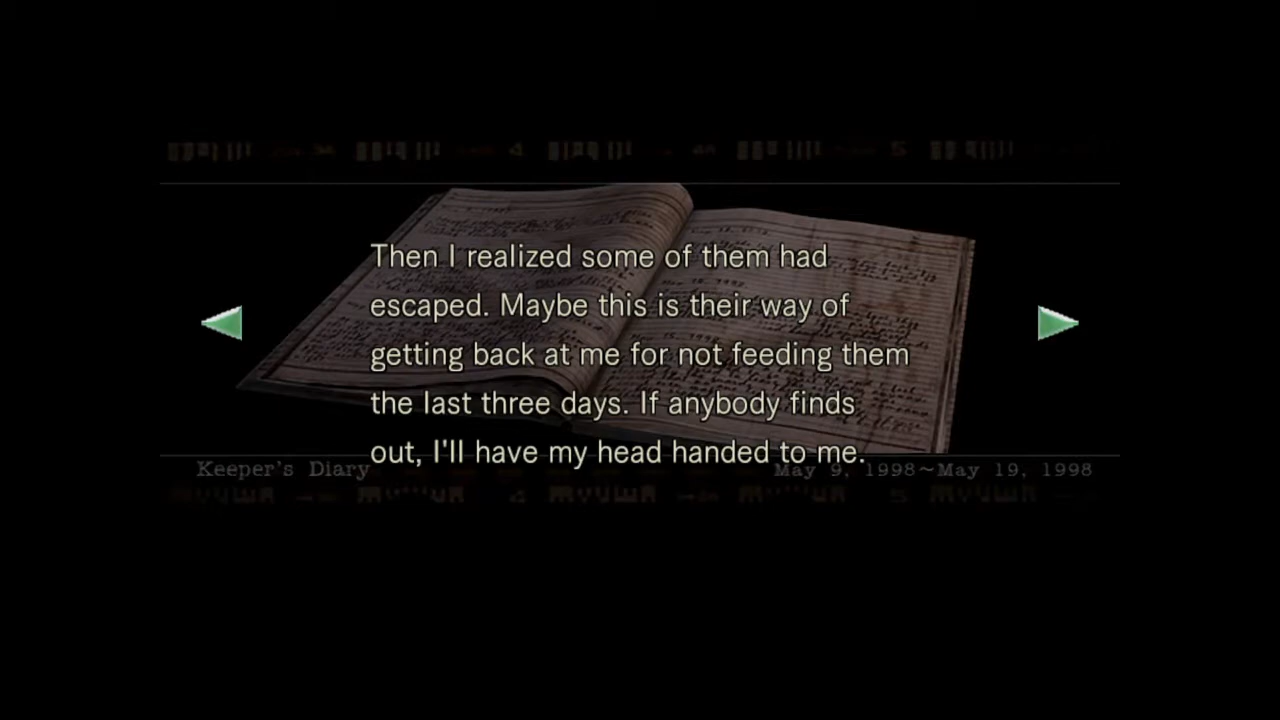 Then I realized some of them had
escaped. Maybe this is their way of
getting back at me for not feeding them
the last three days. If anybody finds
out, I'll have my head handed to me.
Keeper's Diary
May 9, 1998~May 19, 1998